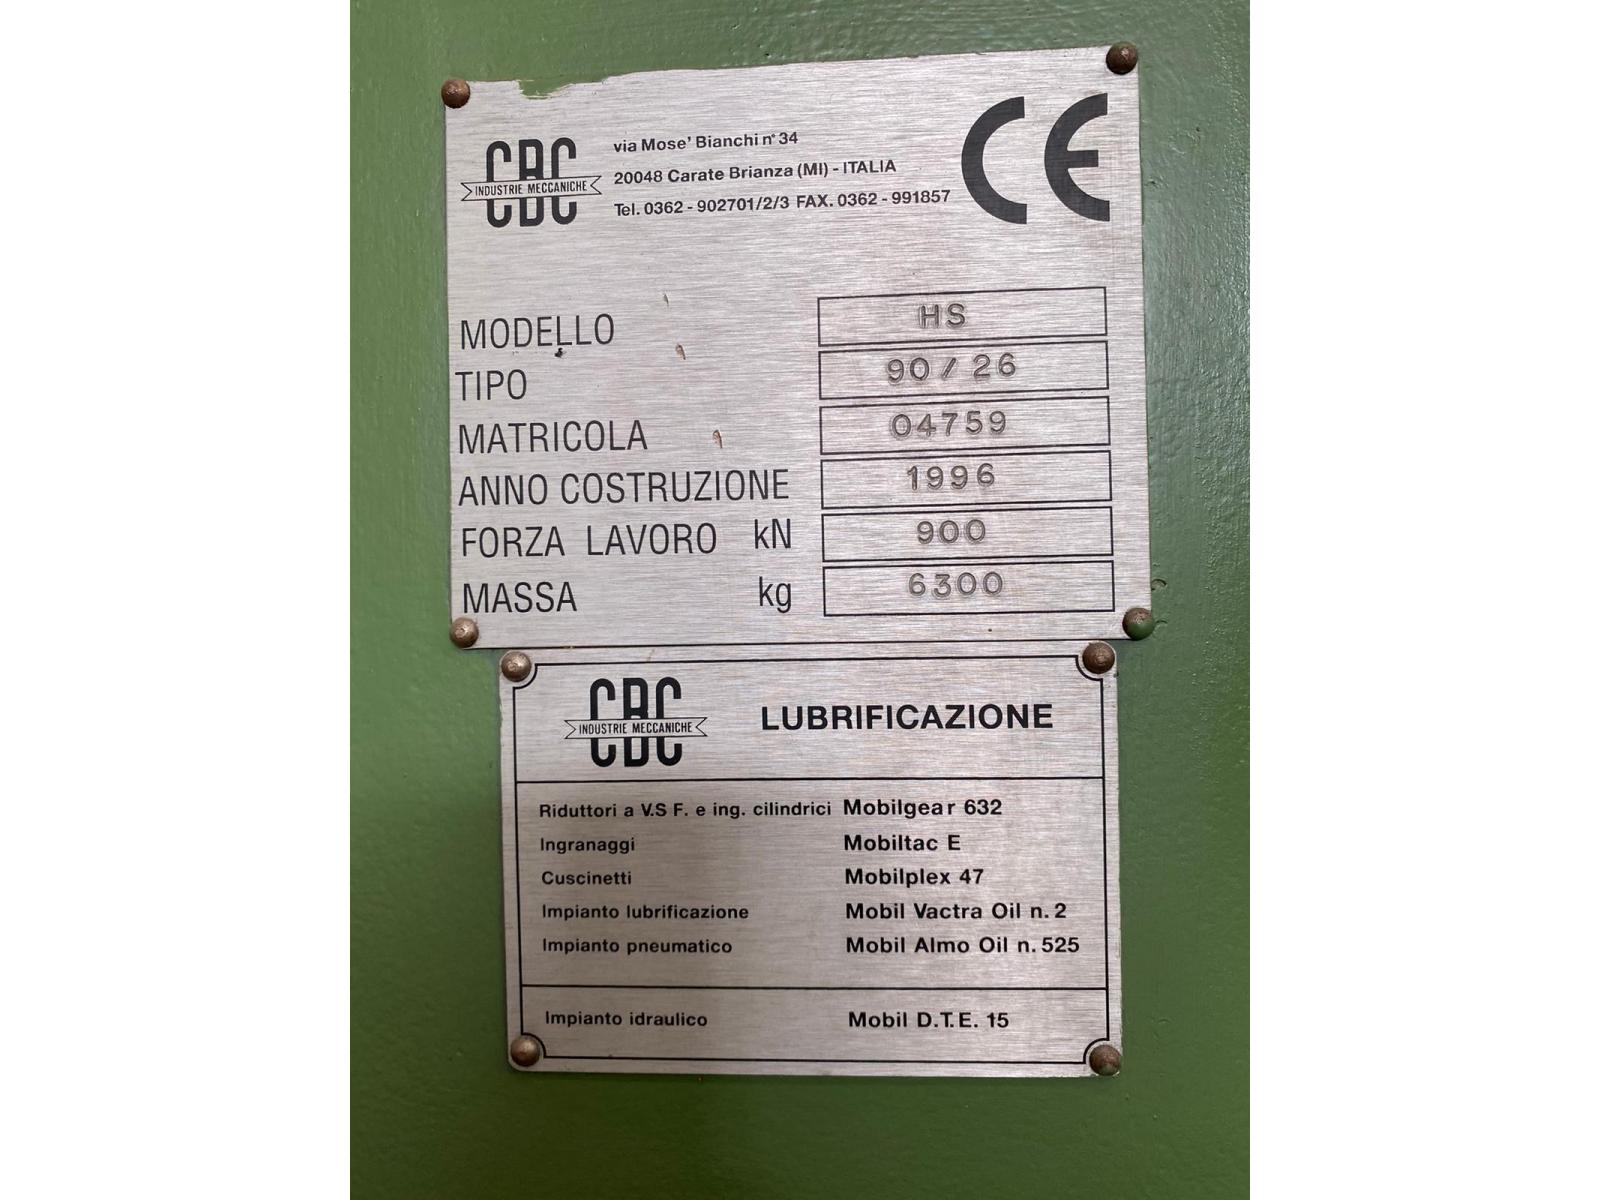 CBC
INDUSTRIE MECCANICHE
via Mose' Bianchi n° 34
20048 Carate Brianza (MI) - ITALIA
Tel. 0362 - 902701/2/3 FAX. 0362 - 991857
CE
MODELLO HS
TIPO 90 / 26
MATRICOLA 04759
ANNO COSTRUZIONE 1996
FORZA LAVORO kN 900
MASSA kg 6300
CBC
INDUSTRIE MECCANICHE
LUBRIFICAZIONE
Riduttori a V.S F. e ing. cilindrici Mobilgear 632
Ingranaggi Mobiltac E
Cuscinetti Mobilplex 47
Impianto lubrificazione Mobil Vactra Oil n. 2
Impianto pneumatico Mobil Almo Oil n. 525
Impianto idraulico Mobil D.T.E. 15